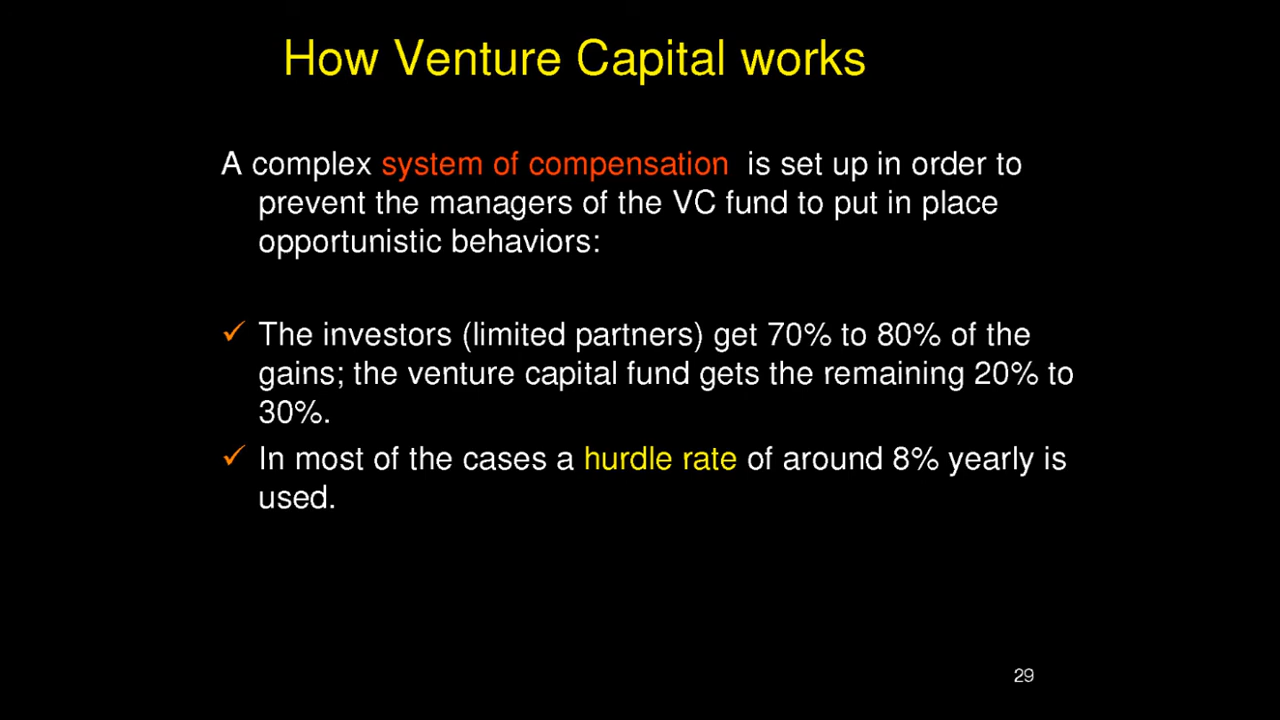 How Venture Capital works
A complex system of compensation is set up in order to
prevent the managers of the VC fund to put in place
opportunistic behaviors:
✓ The investors (limited partners) get 70% to 80% of the
gains; the venture capital fund gets the remaining 20% to
30%.
✓ In most of the cases a hurdle rate of around 8% yearly is
used.
29